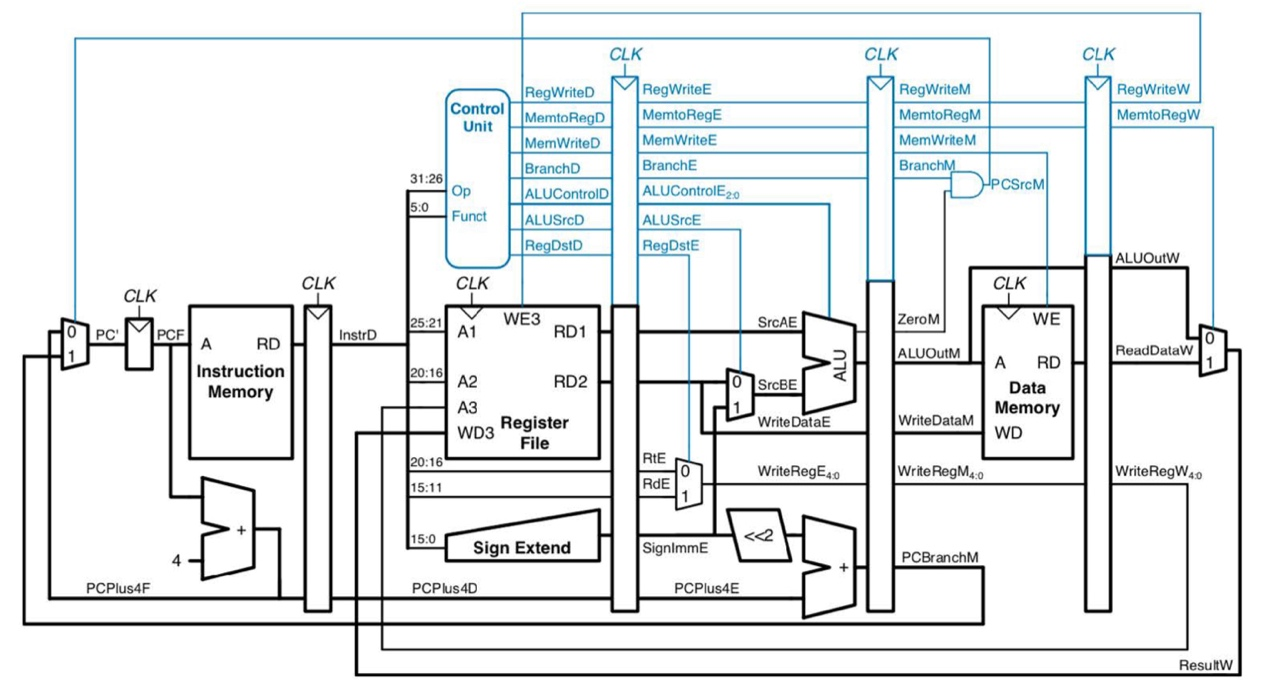 CLK CLK CLK
RegWriteD RegWriteE RegWriteM RegWriteW
Control Unit
MemtoRegD MemtoRegE MemtoRegM MemtoRegW
MemWriteD MemWriteE MemWriteM
BranchD BranchE BranchM
31:26 Op ALUControlD ALUControlE2:0 PCSrcM
5:0 Funct ALUSrcD ALUSrcE
RegDstD RegDstE
ALUOutW
CLK CLK CLK CLK
25:21 A1 WE3 RD1 SrcAE ZeroM WE
0 1 PC' PCF A RD InstrD
Instruction Memory
ALU ALUOutM A RD ReadDataW 0 1
20:16 A2 RD2 0 1 SrcBE
Data Memory
A3
WD3 Register File WriteDataE WriteDataM WD
20:16 RtE 0 WriteRegE4:0 WriteRegM4:0 WriteRegW4:0
15:11 RdE 1
+
15:0 Sign Extend SignImmE <<2
4 + PCBranchM
PCPlus4F PCPlus4D PCPlus4E
ResultW